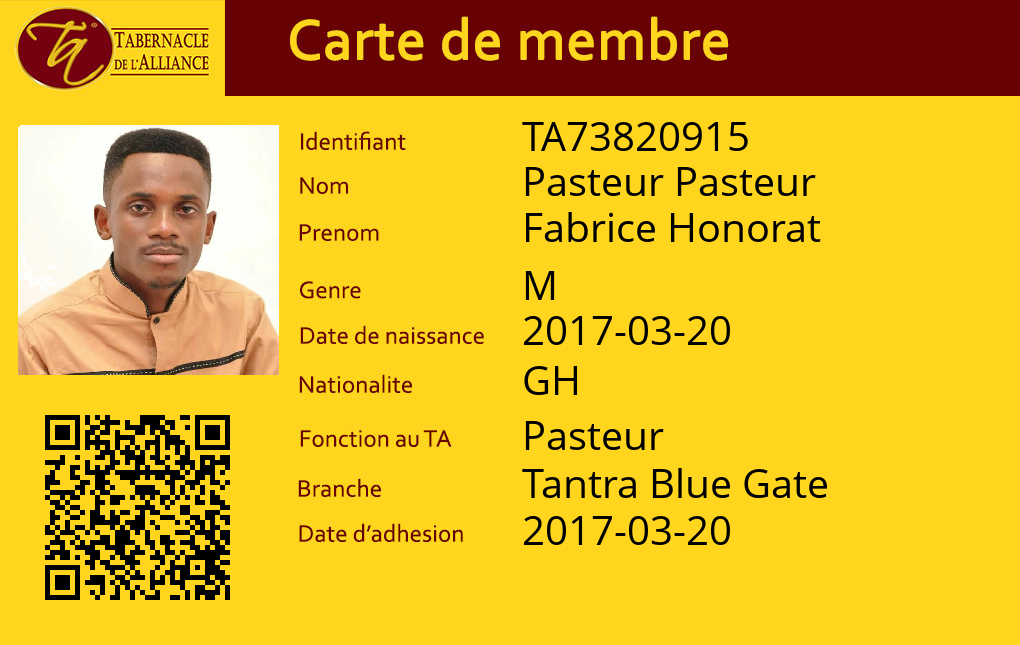 Ta®
TABERNACLE
DE L'ALLIANCE
Carte de membre
Identifiant TA73820915
Nom Pasteur Pasteur
Prenom Fabrice Honorat
Genre M
Date de naissance 2017-03-20
Nationalite GH
Fonction au TA Pasteur
Branche Tantra Blue Gate
Date d’adhesion 2017-03-20